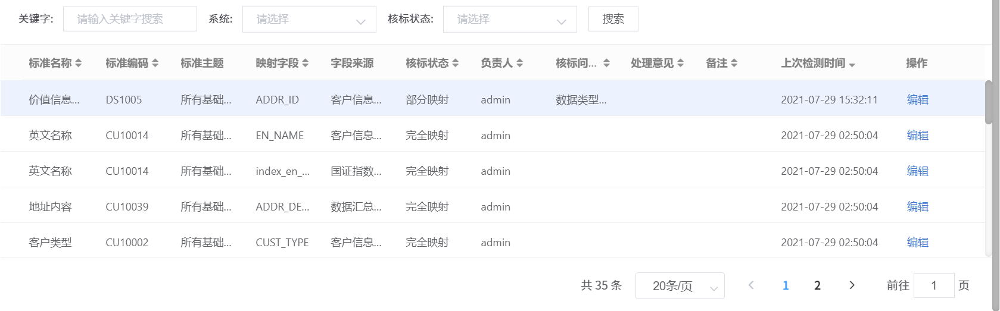 关键字: 请输入关键字搜索 系统: 请选择 核标状态: 请选择 搜索
标准名称 标准编码 标准主题 映射字段 字段来源 核标状态 负责人 核标问... 处理意见 备注 上次检测时间 操作
价值信息... DS1005 所有基础... ADDR_ID 客户信息... 部分映射 admin 数据类型... 2021-07-29 15:32:11 编辑
英文名称 CU10014 所有基础... EN_NAME 客户信息... 完全映射 admin 2021-07-29 02:50:04 编辑
英文名称 CU10014 所有基础... index_en_... 国证指数... 完全映射 admin 2021-07-29 02:50:04 编辑
地址内容 CU10039 所有基础... ADDR_DE... 数据汇总... 完全映射 admin 2021-07-29 02:50:04 编辑
客户类型 CU10002 所有基础... CUST_TYPE 客户信息... 完全映射 admin 2021-07-29 02:50:04 编辑
共 35 条 20条/页 1 2 前往 1 页